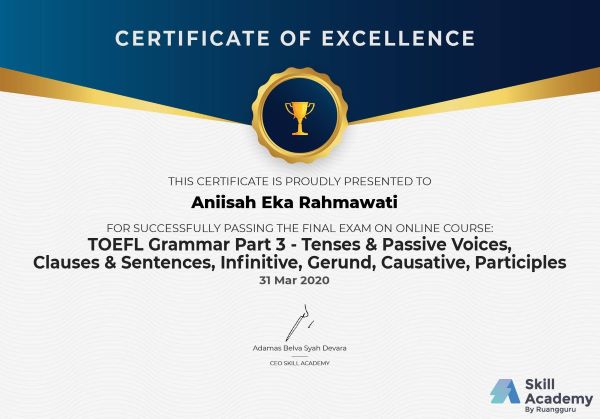 CERTIFICATE OF EXCELLENCE
THIS CERTIFICATE IS PROUDLY PRESENTED TO
Aniisah Eka Rahmawati
FOR SUCCESSFULLY PASSING THE FINAL EXAM ON ONLINE COURSE:
TOEFL Grammar Part 3 - Tenses & Passive Voices,
Clauses & Sentences, Infinitive, Gerund, Causative, Participles
31 Mar 2020
Adamas Belva Syah Devara
CEO SKILL ACADEMY
Skill
Academy
By Ruangguru